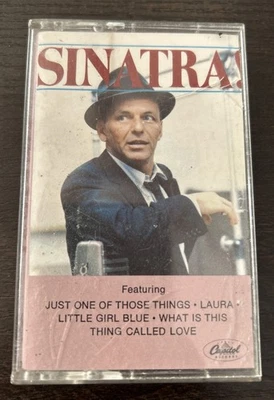 SINATRA!
Featuring
JUST ONE OF THOSE THINGS • LAURA •
LITTLE GIRL BLUE • WHAT IS THIS
THING CALLED LOVE
Capitol